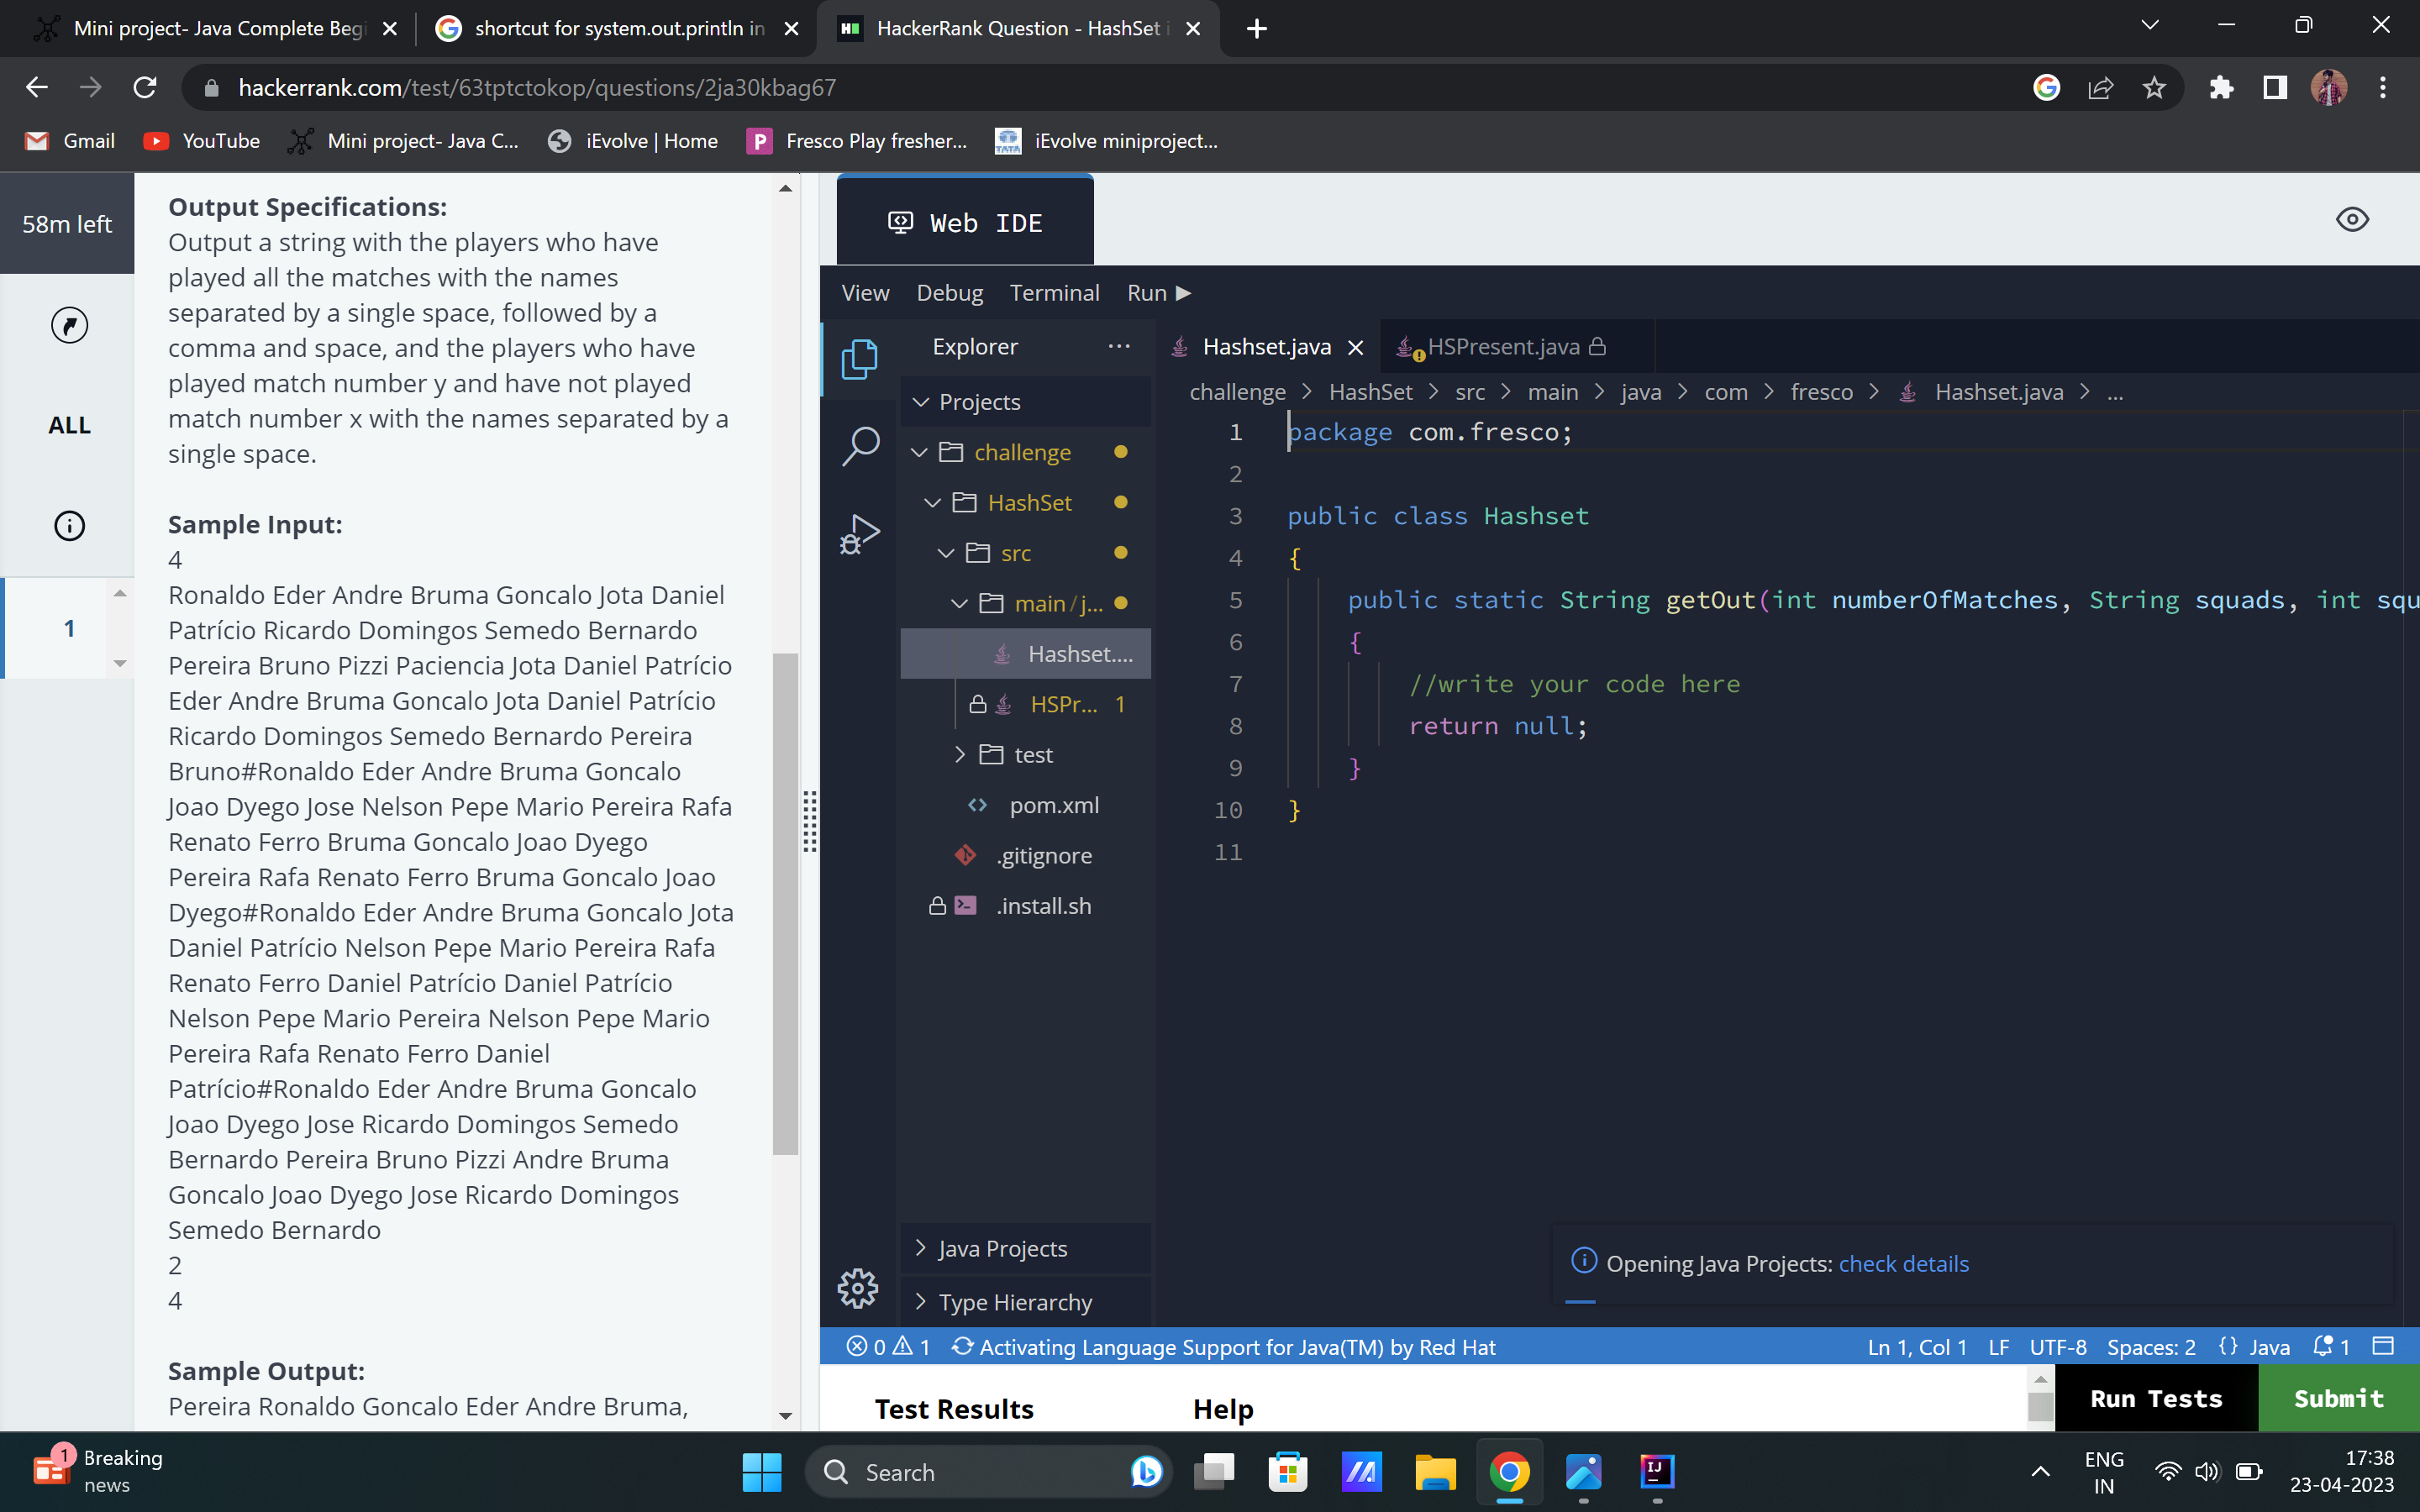 Mini project- Java Complete Begi
shortcut for system.out.println in
HackerRank Question - HashSet i
hackerrank.com/test/63tptctokop/questions/2ja30kbag67
Gmail
YouTube
Mini project- Java C...
iEvolve | Home
Fresco Play fresher...
iEvolve miniproject...
58m left
ALL
1
Output Specifications:
Output a string with the players who have
played all the matches with the names
separated by a single space, followed by a
comma and space, and the players who have
played match number y and have not played
match number x with the names separated by a
single space.
Sample Input:
4
Ronaldo Eder Andre Bruma Goncalo Jota Daniel
Patrício Ricardo Domingos Semedo Bernardo
Pereira Bruno Pizzi Paciencia Jota Daniel Patrício
Eder Andre Bruma Goncalo Jota Daniel Patrício
Ricardo Domingos Semedo Bernardo Pereira
Bruno#Ronaldo Eder Andre Bruma Goncalo
Joao Dyego Jose Nelson Pepe Mario Pereira Rafa
Renato Ferro Bruma Goncalo Joao Dyego
Pereira Rafa Renato Ferro Bruma Goncalo Joao
Dyego#Ronaldo Eder Andre Bruma Goncalo Jota
Daniel Patrício Nelson Pepe Mario Pereira Rafa
Renato Ferro Daniel Patrício Daniel Patrício
Nelson Pepe Mario Pereira Nelson Pepe Mario
Pereira Rafa Renato Ferro Daniel
Patrício#Ronaldo Eder Andre Bruma Goncalo
Joao Dyego Jose Ricardo Domingos Semedo
Bernardo Pereira Bruno Pizzi Andre Bruma
Goncalo Joao Dyego Jose Ricardo Domingos
Semedo Bernardo
2
4
Sample Output:
Pereira Ronaldo Goncalo Eder Andre Bruma,
Web IDE
View Debug Terminal Run
Explorer ...
Projects
challenge
HashSet
src
main/j...
Hashset....
HSPr... 1
test
pom.xml
.gitignore
.install.sh
Java Projects
Type Hierarchy
Hashset.java
HSPresent.java
challenge > HashSet > src > main > java > com > fresco > Hashset.java > ...
1 package com.fresco;
2
3 public class Hashset
4 {
5 public static String getOut(int numberOfMatches, String squads, int squ
6 {
7 //write your code here
8 return null;
9 }
10 }
11
Opening Java Projects: check details
0 1 Activating Language Support for Java(TM) by Red Hat
Ln 1, Col 1 LF UTF-8 Spaces: 2 {} Java 1
Test Results
Help
Run Tests
Submit
1
Breaking
news
Search
ENG
IN
17:38
23-04-2023